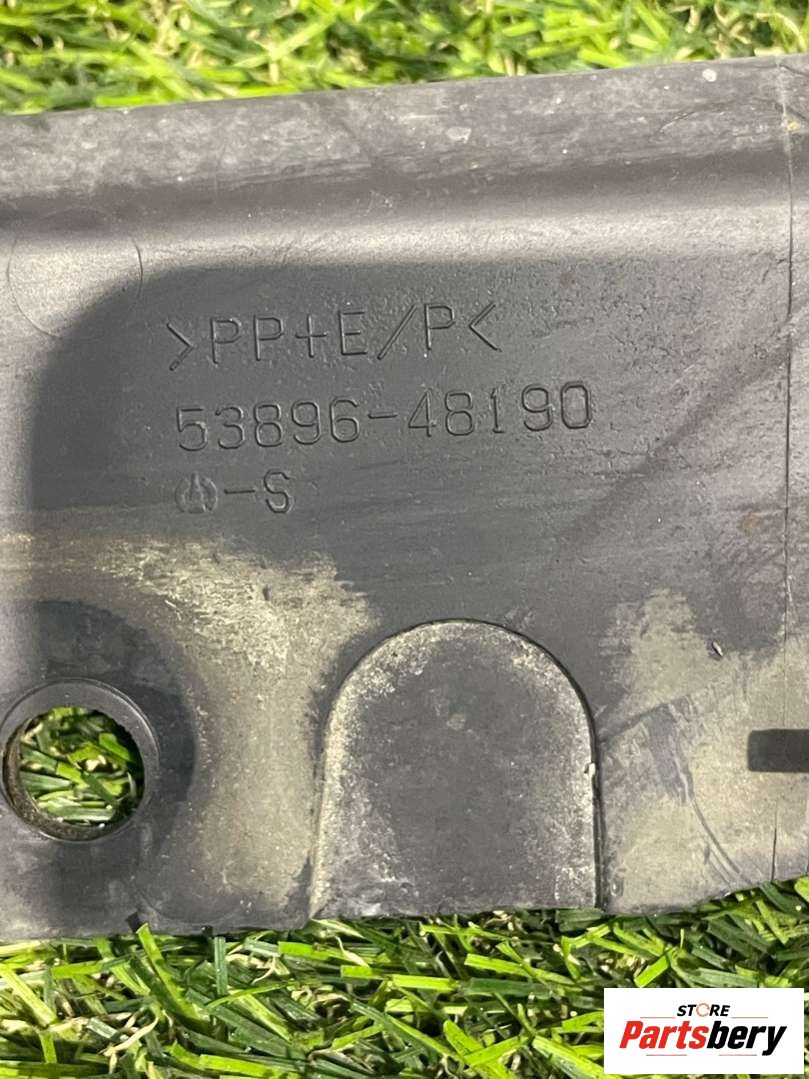 >PP+E/P<
53896-48190
A-S
STORE
Partsbery